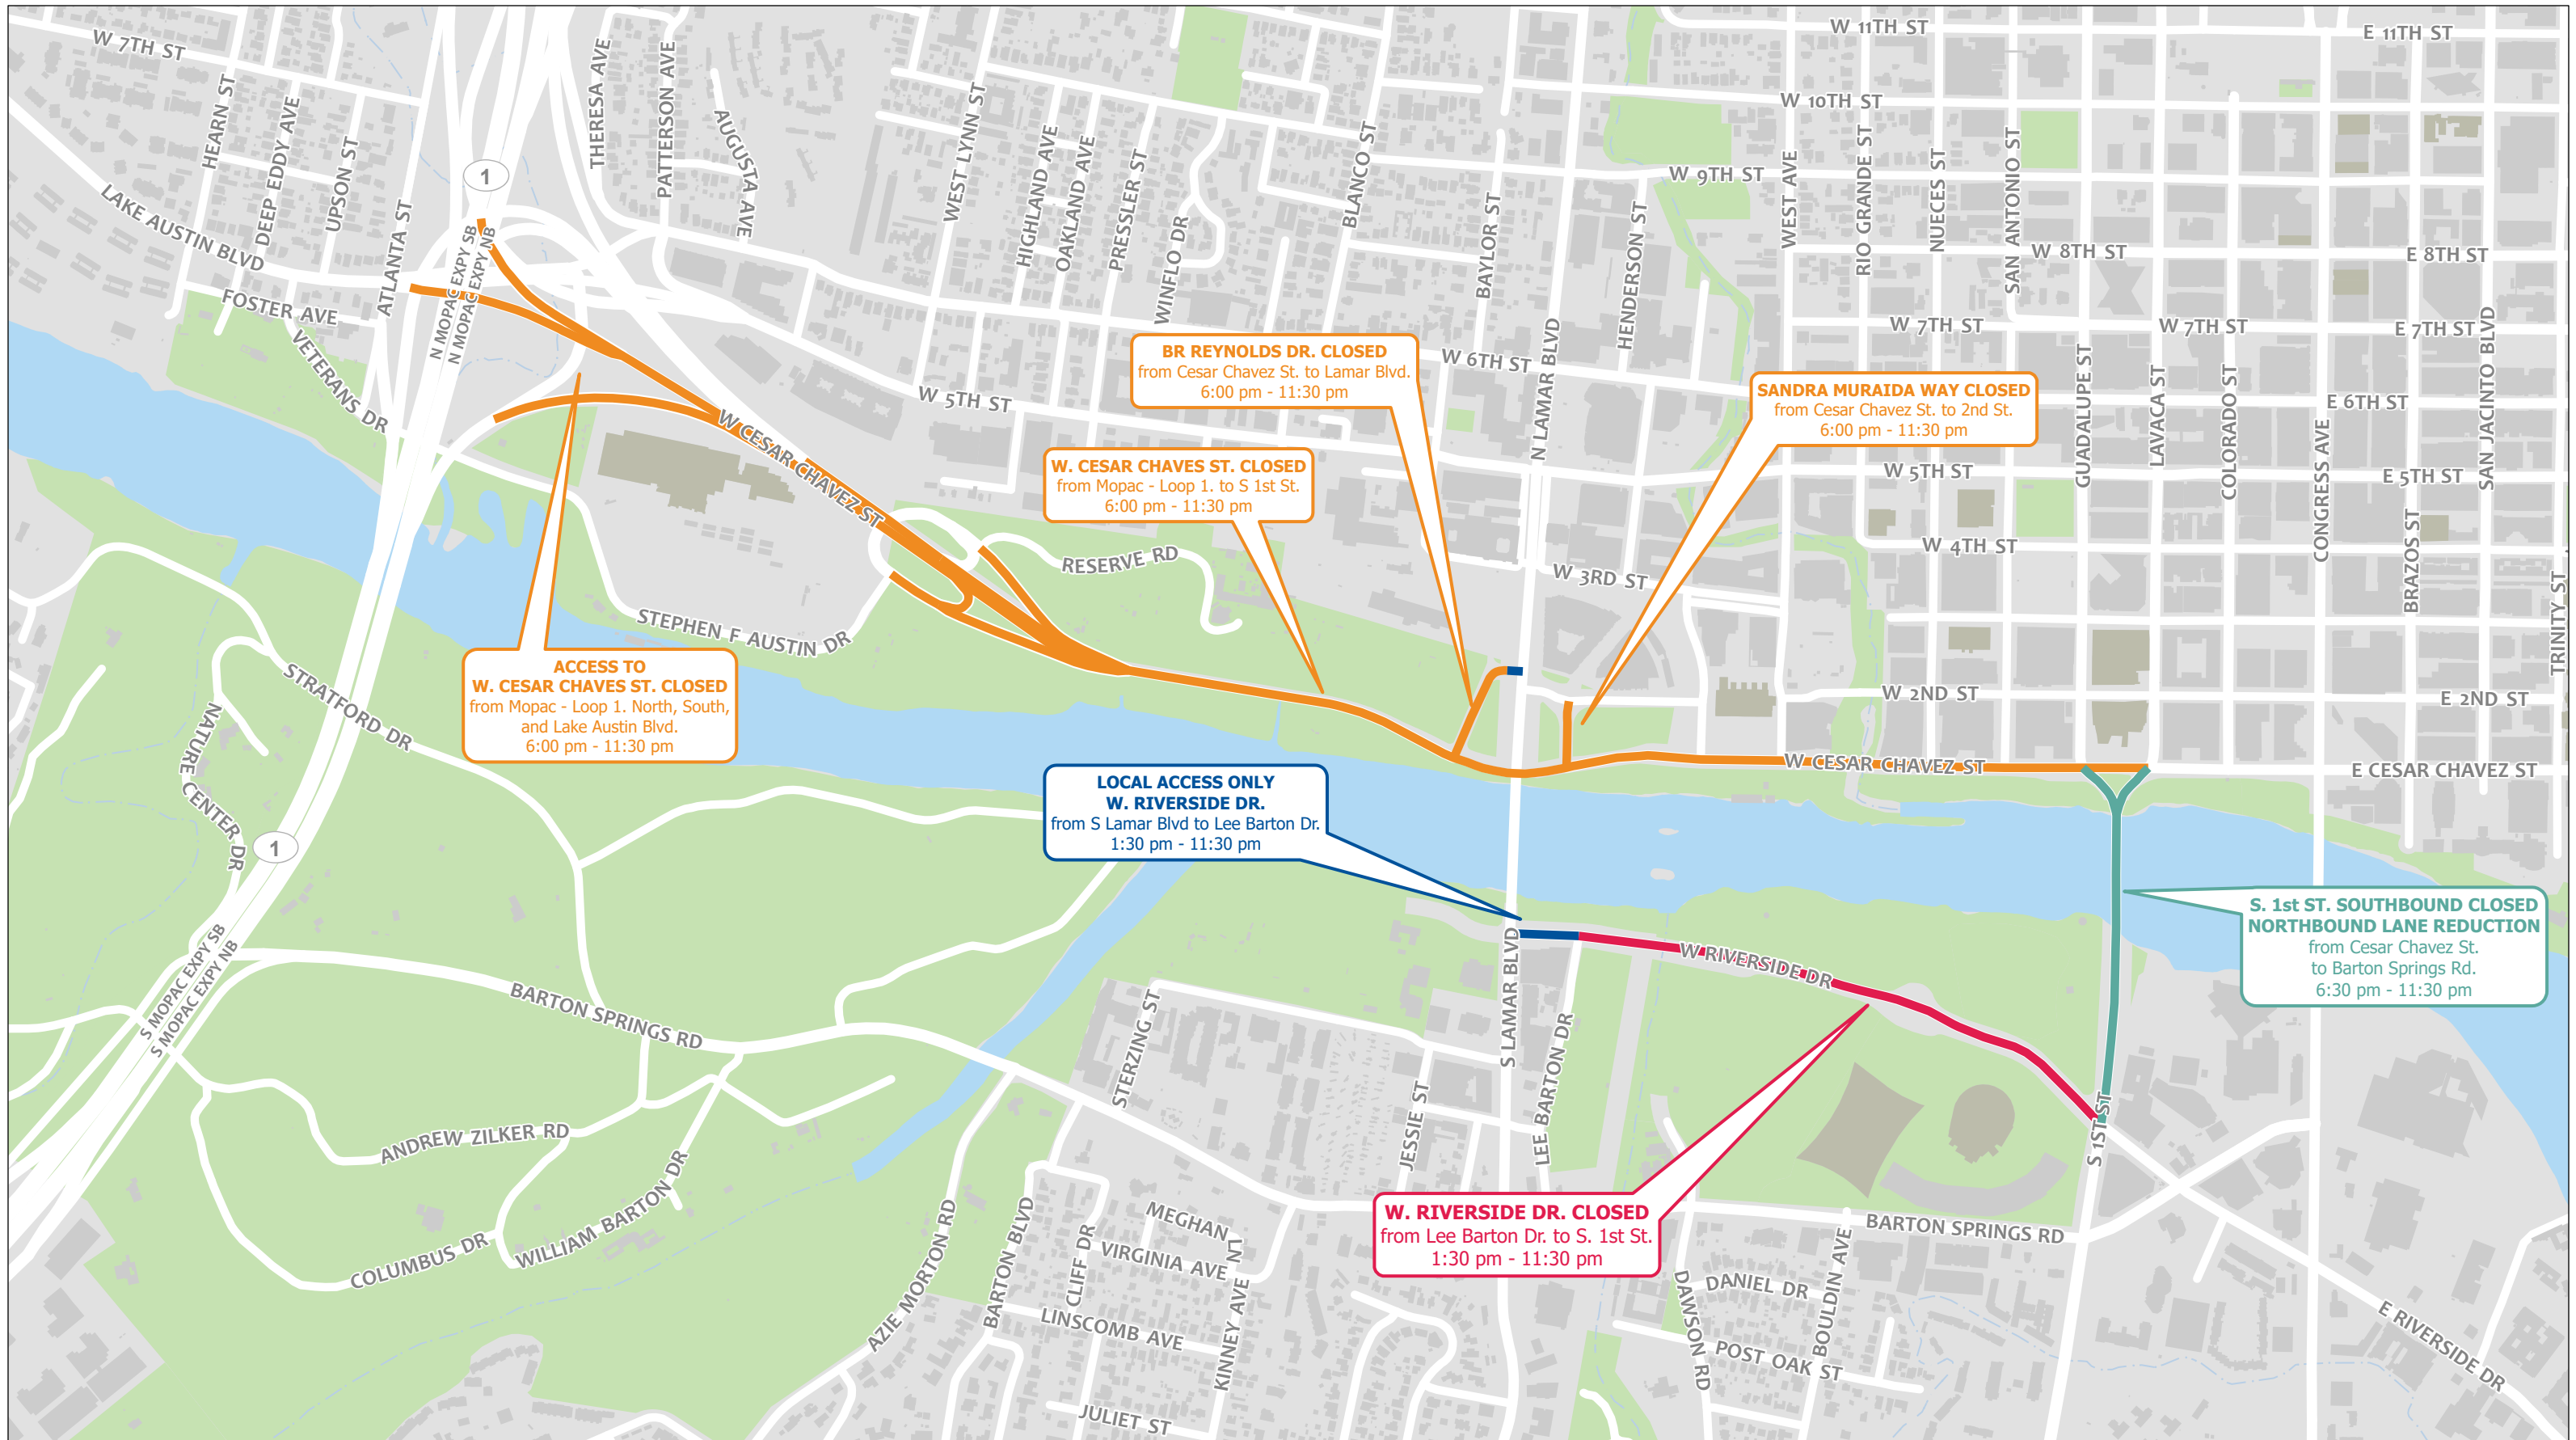 W 7TH ST
HEARN ST
DEEP EDDY AVE
UPSON ST
ATLANTA ST
LAKE AUSTIN BLVD
FOSTER AVE
VETERANS DR
1
N MOPAC EXPY SB
N MOPAC EXPY NB
THERESA AVE
PATTERSON AVE
AUGUSTA AVE
WEST LYNN ST
HIGHLAND AVE
OAKLAND AVE
PRESSLER ST
WINFLO DR
BLANCO ST
BAYLOR ST
N LAMAR BLVD
HENDERSON ST
W 11TH ST
E 11TH ST
W 10TH ST
W 9TH ST
WEST AVE
RIO GRANDE ST
NUECES ST
SAN ANTONIO ST
W 8TH ST
E 8TH ST
W 7TH ST
W 7TH ST
E 7TH ST
GUADALUPE ST
LAVACA ST
COLORADO ST
CONGRESS AVE
BRAZOS ST
SAN JACINTO BLVD
TRINITY ST
W 6TH ST
E 6TH ST
W 5TH ST
W 5TH ST
E 5TH ST
W 4TH ST
W 3RD ST
W 2ND ST
E 2ND ST
W CESAR CHAVEZ ST
W CESAR CHAVEZ ST
E CESAR CHAVEZ ST
RESERVE RD
STEPHEN F AUSTIN DR
BR REYNOLDS DR. CLOSED
from Cesar Chavez St. to Lamar Blvd.
6:00 pm - 11:30 pm
SANDRA MURAIDA WAY CLOSED
from Cesar Chavez St. to 2nd St.
6:00 pm - 11:30 pm
W. CESAR CHAVES ST. CLOSED
from Mopac - Loop 1. to S 1st St.
6:00 pm - 11:30 pm
ACCESS TO
W. CESAR CHAVES ST. CLOSED
from Mopac - Loop 1. North, South,
and Lake Austin Blvd.
6:00 pm - 11:30 pm
LOCAL ACCESS ONLY
W. RIVERSIDE DR.
from S Lamar Blvd to Lee Barton Dr.
1:30 pm - 11:30 pm
S. 1st ST. SOUTHBOUND CLOSED
NORTHBOUND LANE REDUCTION
from Cesar Chavez St.
to Barton Springs Rd.
6:30 pm - 11:30 pm
W. RIVERSIDE DR. CLOSED
from Lee Barton Dr. to S. 1st St.
1:30 pm - 11:30 pm
STRATFORD DR
NATURE CENTER DR
1
S MOPAC EXPY SB
S MOPAC EXPY NB
BARTON SPRINGS RD
ANDREW ZILKER RD
COLUMBUS DR
WILLIAM BARTON DR
AZIE MORTON RD
BARTON BLVD
STERZING ST
JESSIE ST
S LAMAR BLVD
LEE BARTON DR
W RIVERSIDE DR
S 1ST ST
CLIFF DR
MEGHAN LN
VIRGINIA AVE
LINSCOMB AVE
KINNEY AVE
JULIET ST
BARTON SPRINGS RD
DAWSON RD
DANIEL DR
BOULDIN AVE
POST OAK ST
E RIVERSIDE DR